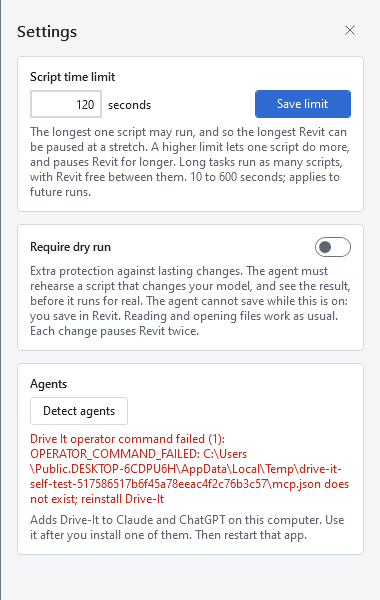 Settings
Script time limit
120 seconds Save limit
The longest one script may run, and so the longest Revit can
be paused at a stretch. A higher limit lets one script do more,
and pauses Revit for longer. Long tasks run as many scripts,
with Revit free between them. 10 to 600 seconds; applies to
future runs.
Require dry run
Extra protection against lasting changes. The agent must
rehearse a script that changes your model, and see the result,
before it runs for real. The agent cannot save while this is on:
you save in Revit. Reading and opening files work as usual.
Each change pauses Revit twice.
Agents
Detect agents
Drive It operator command failed (1):
OPERATOR_COMMAND_FAILED: C:\Users
\Public.DESKTOP-6CDPU6H\AppData\Local\Temp\drive-it-
self-test-517586517b6f45a78eeac4f2c76b3c57\mcp.json does
not exist; reinstall Drive-It
Adds Drive-It to Claude and ChatGPT on this computer. Use
it after you install one of them. Then restart that app.